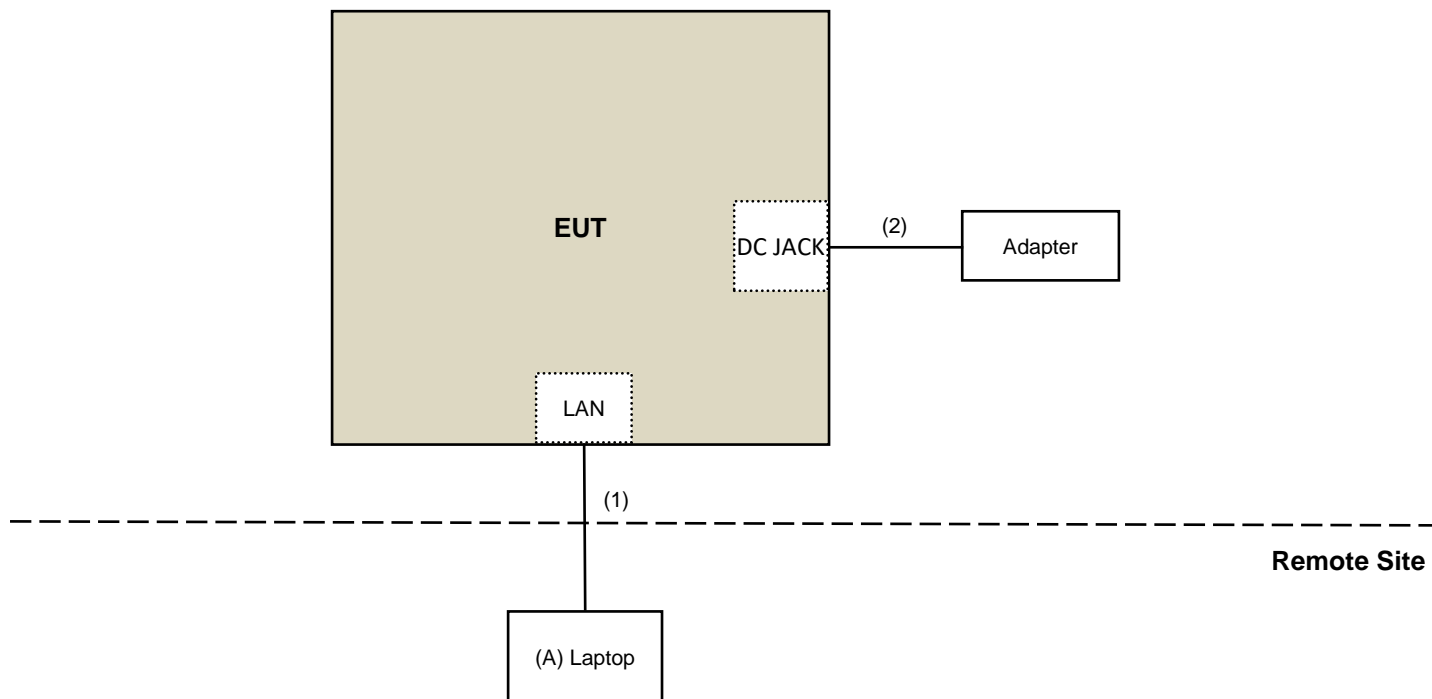 EUT
DC JACK
(2)
Adapter
LAN
(1)
Remote Site
(A) Laptop